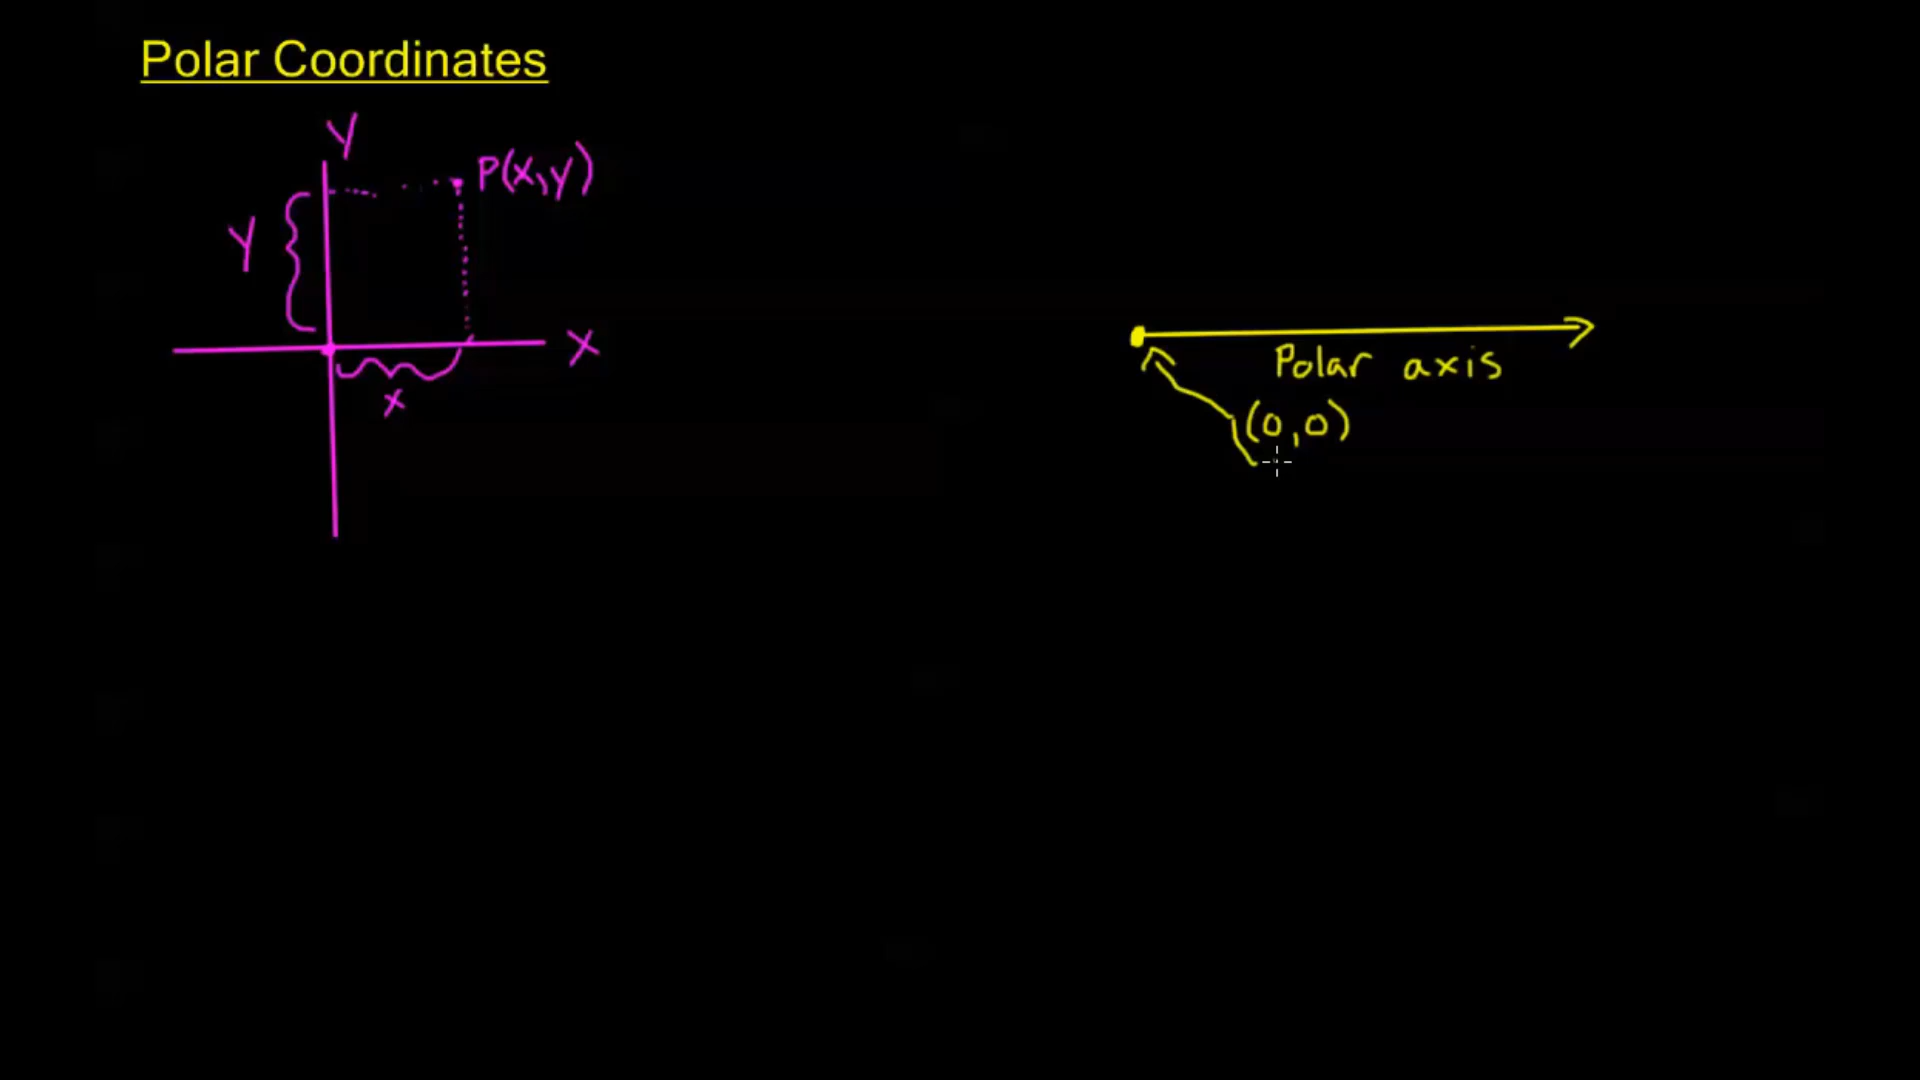 Polar Coordinates
Y
P(x,y)
Y
X
x
Polar axis
(0,0)